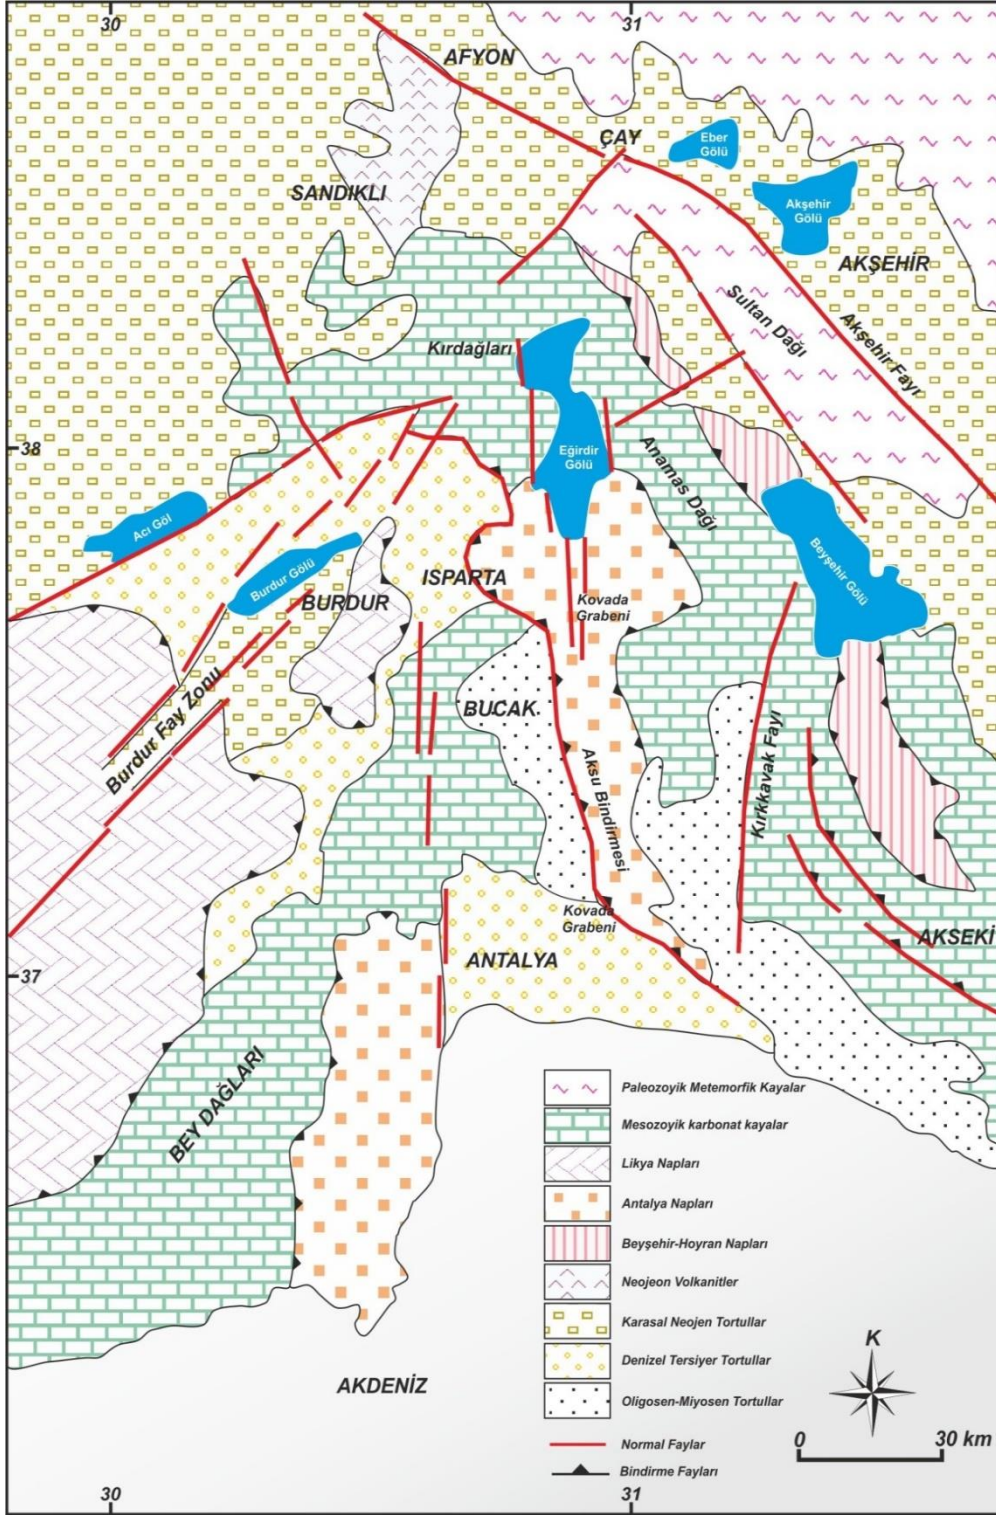 30
31
AFYON
ÇAY
Eber
Gölü
SANDIKLI
Akşehir
Gölü
AKŞEHİR
Sultan Dağı
Akşehir Fayı
Kırdağları
38
Eğirdir
Gölü
Anamas Dağı
Acı Göl
Beyşehir Gölü
Burdur Gölü
ISPARTA
BURDUR
Kovada
Grabeni
Burdur Fay Zonu
BUCAK
Kırkkavak Fayı
Aksu Bindirmesi
Kovada
Grabeni
AKSEKİ
ANTALYA
37
BEY DAĞLARI
Paleozoyik Metemorfik Kayalar
Mesozoyik karbonat kayalar
Likya Napları
Antalya Napları
Beyşehir-Hoyran Napları
Neojeon Volkanitler
Karasal Neojen Tortullar
Denizel Tersiyer Tortullar
Oligosen-Miyosen Tortullar
Normal Faylar
Bindirme Fayları
K
0 30 km
AKDENİZ
30
31